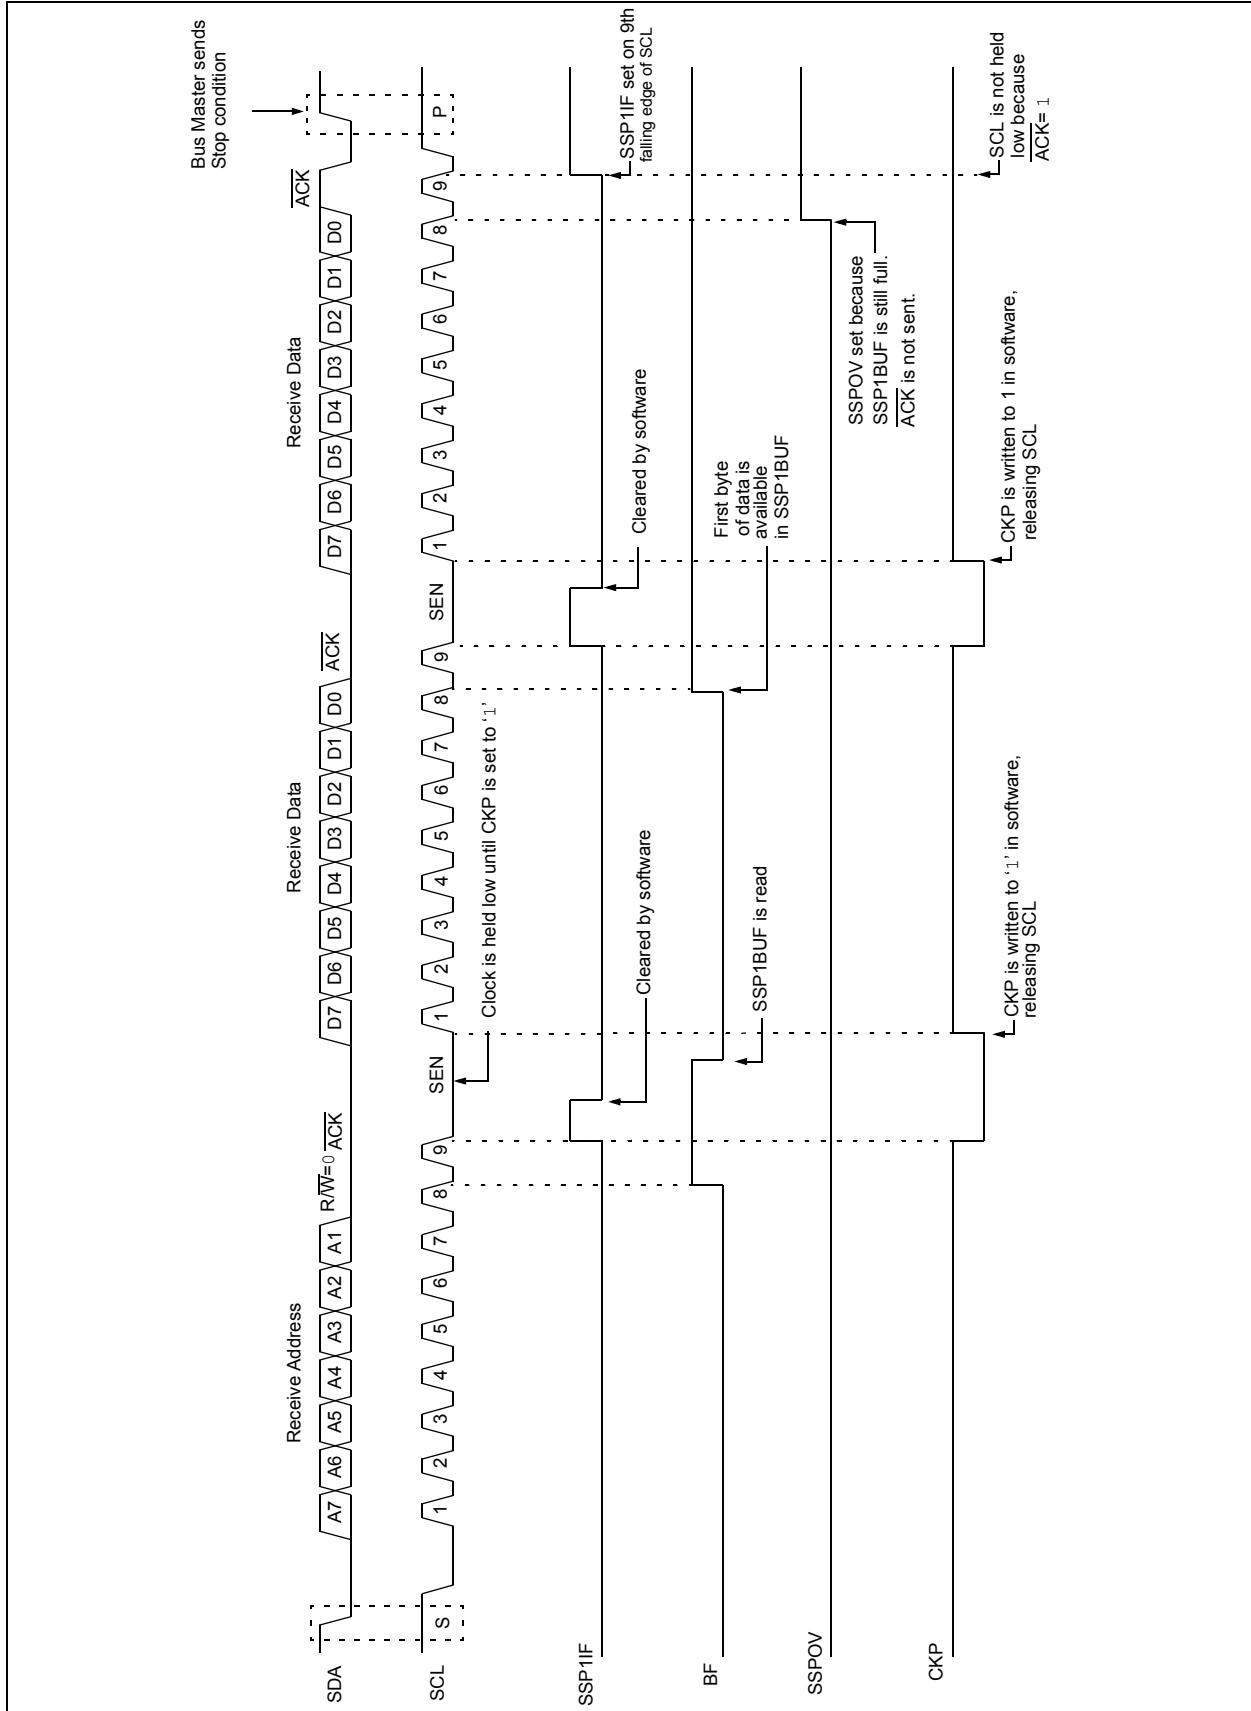 Bus Master sends
Stop condition
Receive Address
Receive Data
Receive Data
SDA
A7 A6 A5 A4 A3 A2 A1 R/W=0 ACK D7 D6 D5 D4 D3 D2 D1 D0 ACK D7 D6 D5 D4 D3 D2 D1 D0 ACK
SCL
S 1 2 3 4 5 6 7 8 9 SEN 1 2 3 4 5 6 7 8 9 SEN 1 2 3 4 5 6 7 8 9 P
Clock is held low until CKP is set to ‘1’
SSP1IF
Cleared by software
Cleared by software
SSP1IF set on 9th
falling edge of SCL
BF
SSP1BUF is read
First byte
of data is
available
in SSP1BUF
SSPOV
SSPOV set because
SSP1BUF is still full.
ACK is not sent.
CKP
CKP is written to ‘1’ in software,
releasing SCL
CKP is written to 1 in software,
releasing SCL
SCL is not held
low because
ACK= 1